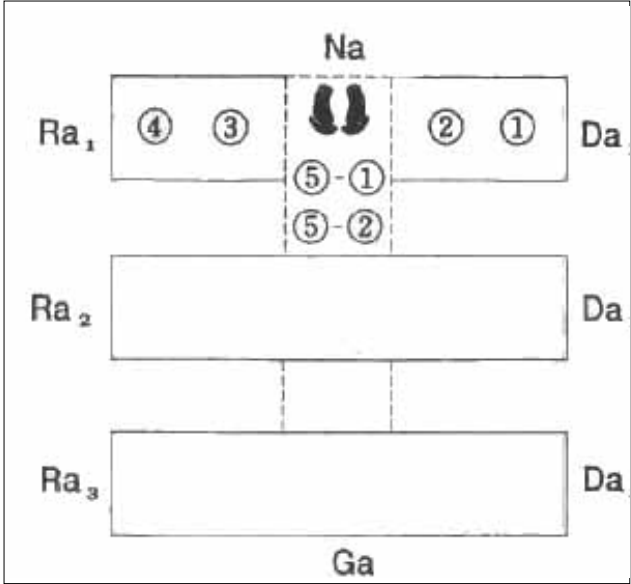 Na
Ra₁ ④ ③ ② ① Da
⑤-①
⑤-②
Ra₂ Da
Ra₃ Da
Ga